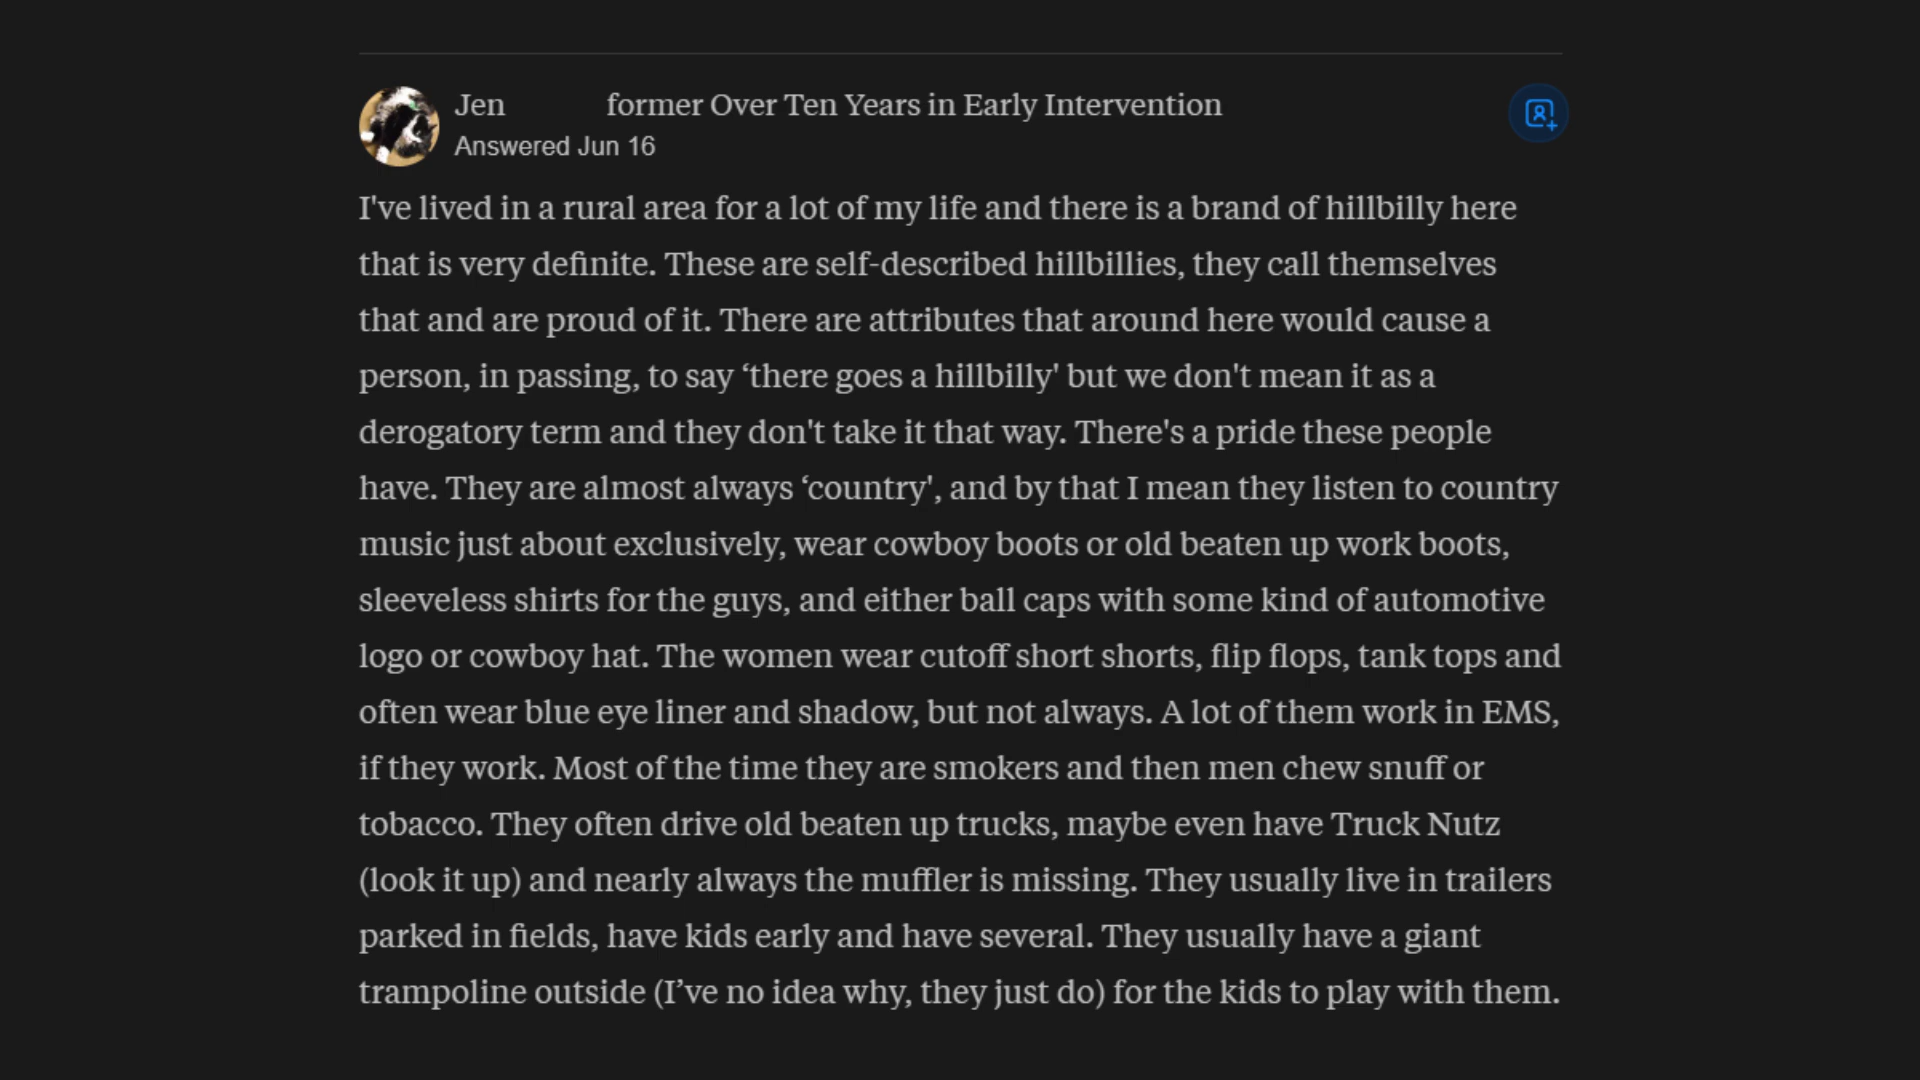 Jen former Over Ten Years in Early Intervention
Answered Jun 16
I've lived in a rural area for a lot of my life and there is a brand of hillbilly here
that is very definite. These are self-described hillbillies, they call themselves
that and are proud of it. There are attributes that around here would cause a
person, in passing, to say ‘there goes a hillbilly' but we don't mean it as a
derogatory term and they don't take it that way. There's a pride these people
have. They are almost always ‘country', and by that I mean they listen to country
music just about exclusively, wear cowboy boots or old beaten up work boots,
sleeveless shirts for the guys, and either ball caps with some kind of automotive
logo or cowboy hat. The women wear cutoff short shorts, flip flops, tank tops and
often wear blue eye liner and shadow, but not always. A lot of them work in EMS,
if they work. Most of the time they are smokers and then men chew snuff or
tobacco. They often drive old beaten up trucks, maybe even have Truck Nutz
(look it up) and nearly always the muffler is missing. They usually live in trailers
parked in fields, have kids early and have several. They usually have a giant
trampoline outside (I’ve no idea why, they just do) for the kids to play with them.